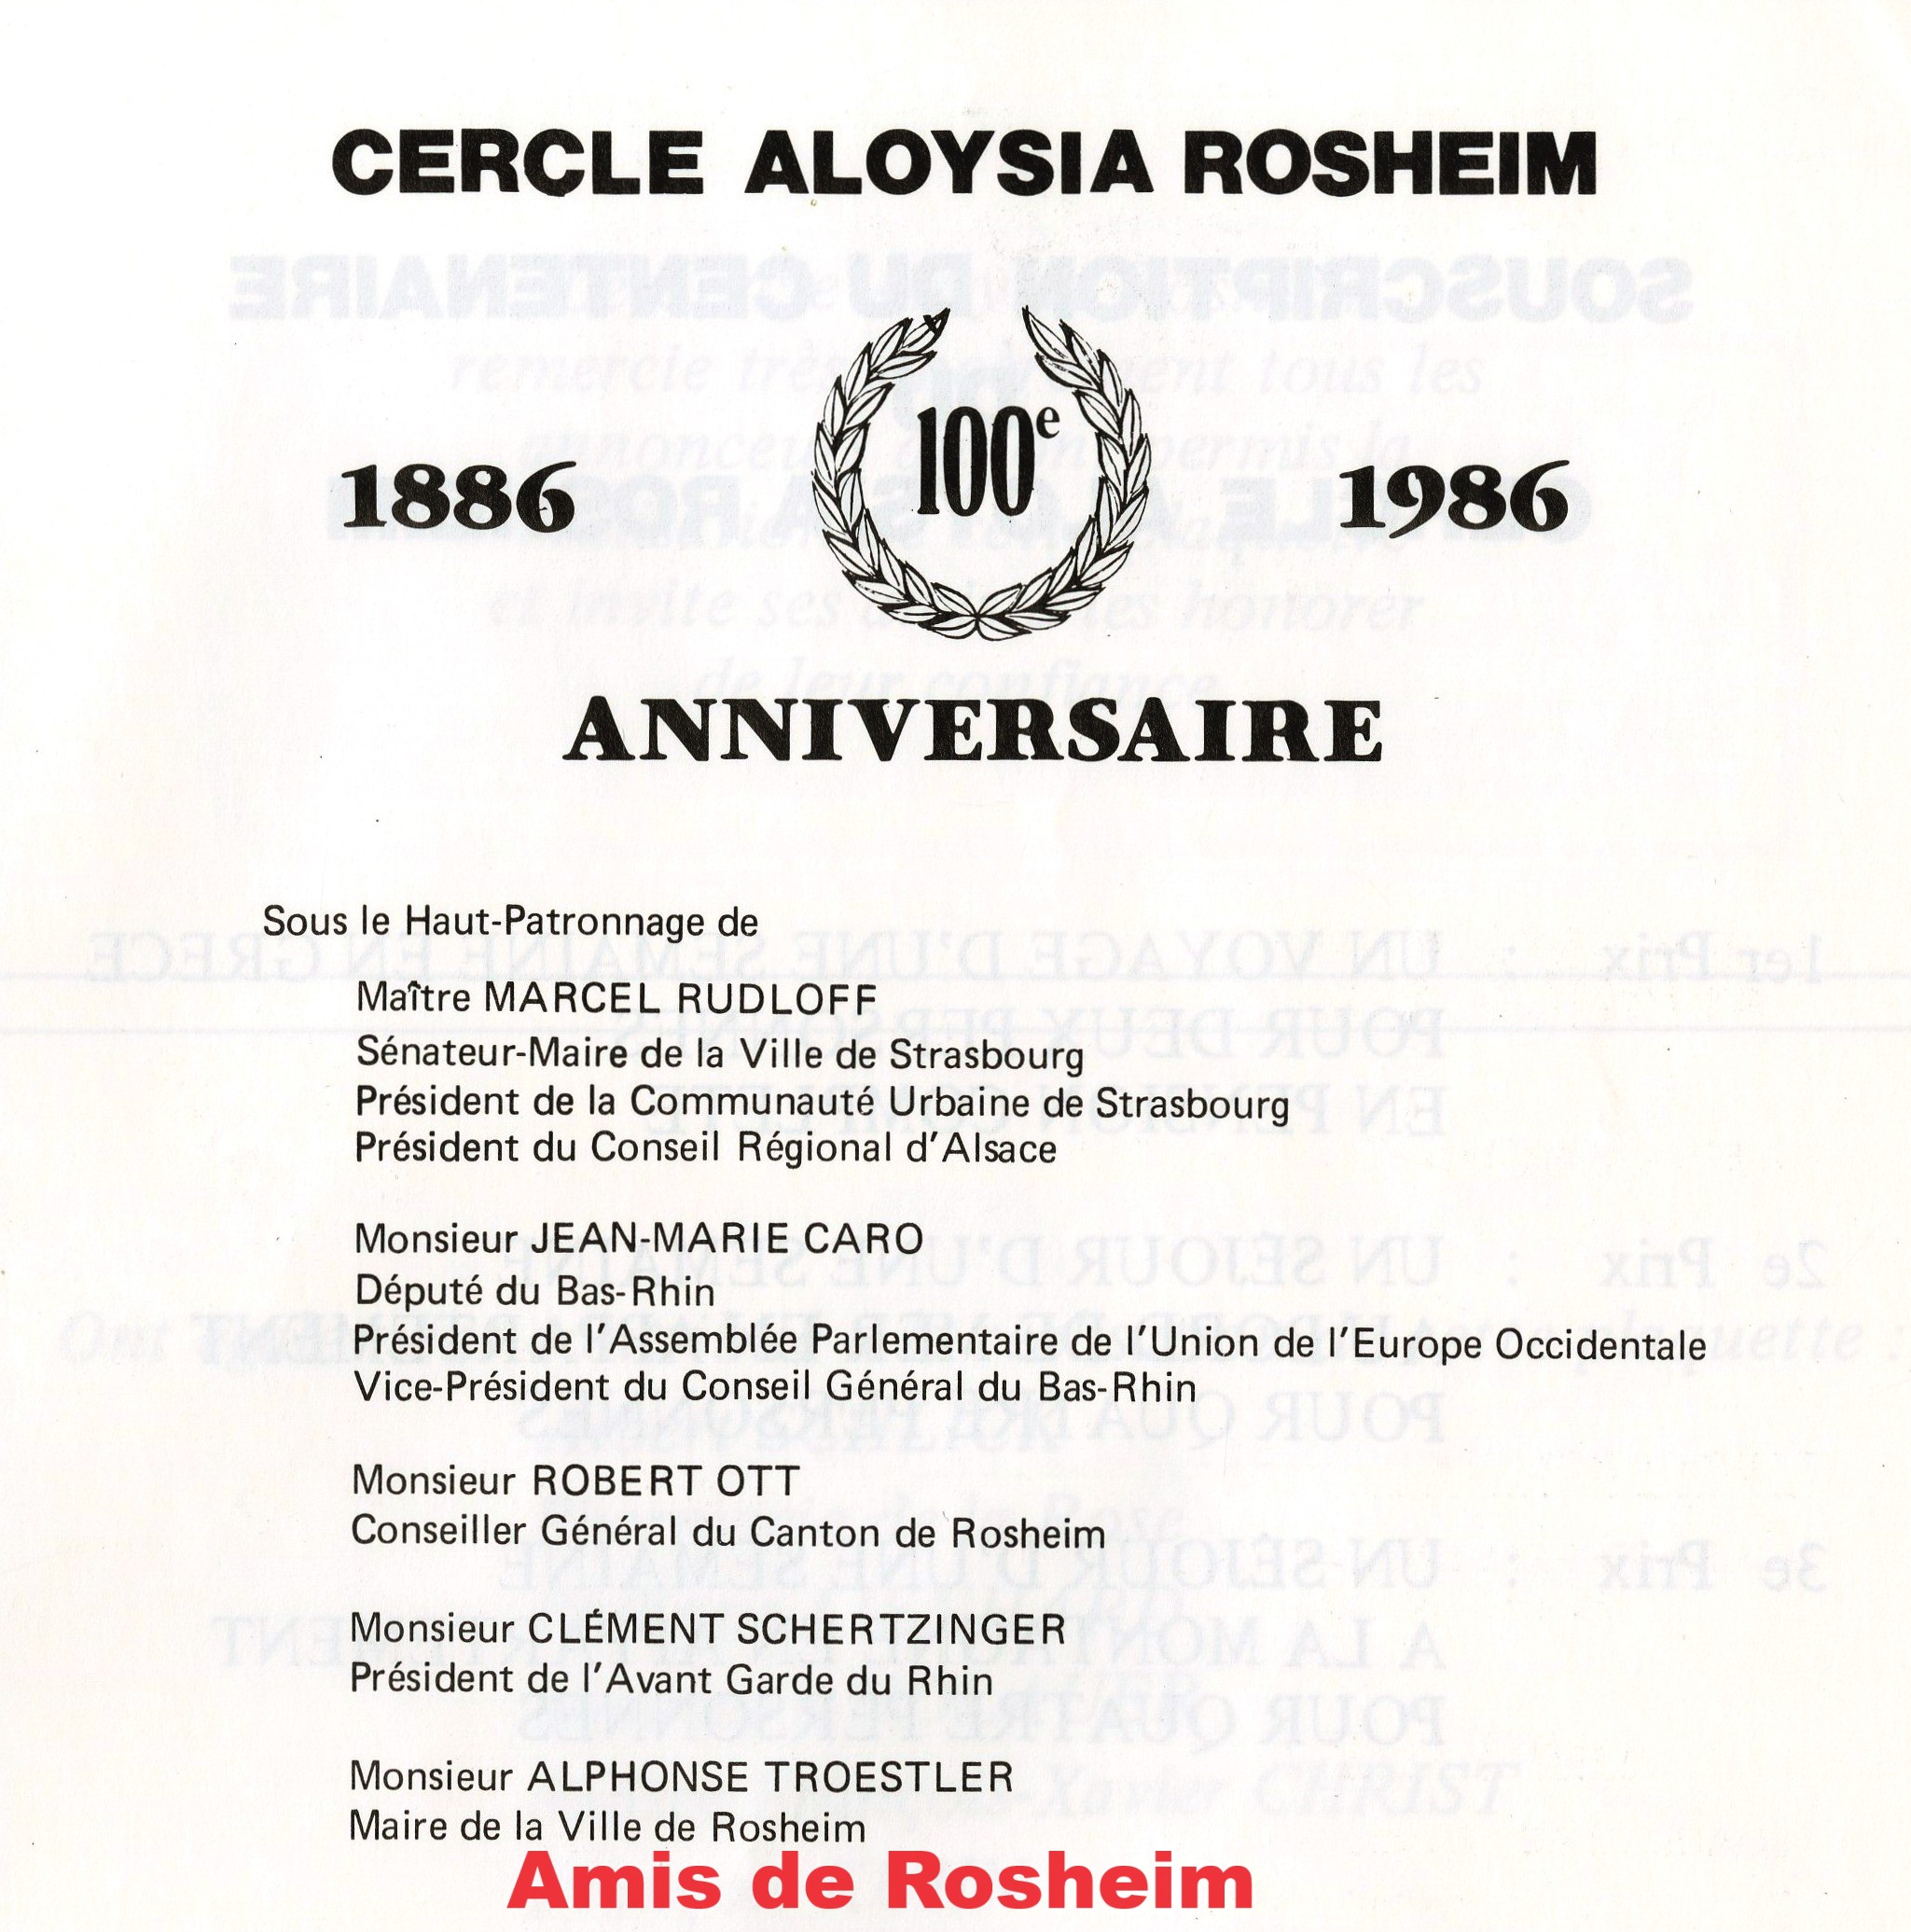 CERCLE ALOYSIA ROSHEIM
1886 100e 1986
ANNIVERSAIRE
Sous le Haut-Patronnage de
Maître MARCEL RUDLOFF
Sénateur-Maire de la Ville de Strasbourg
Président de la Communauté Urbaine de Strasbourg
Président du Conseil Régional d'Alsace
Monsieur JEAN-MARIE CARO
Député du Bas-Rhin
Président de l'Assemblée Parlementaire de l'Union de l'Europe Occidentale
Vice-Président du Conseil Général du Bas-Rhin
Monsieur ROBERT OTT
Conseiller Général du Canton de Rosheim
Monsieur CLÉMENT SCHERTZINGER
Président de l'Avant Garde du Rhin
Monsieur ALPHONSE TROESTLER
Maire de la Ville de Rosheim
Amis de Rosheim